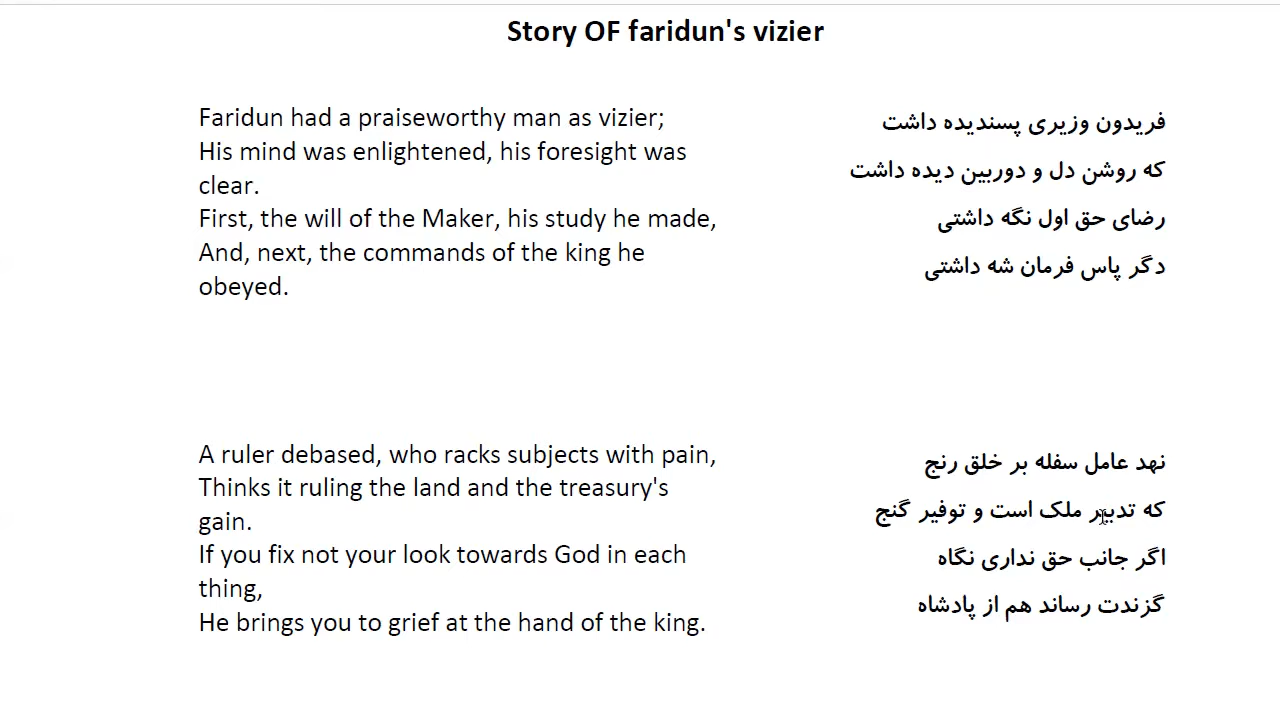 Story OF faridun's vizier
Faridun had a praiseworthy man as vizier;
His mind was enlightened, his foresight was
clear.
First, the will of the Maker, his study he made,
And, next, the commands of the king he
obeyed.
فریدون وزیری پسندیده داشت
که روشن دل و دوربین دیده داشت
رضای حق اول نگه داشتی
دگر پاس فرمان شه داشتی
A ruler debased, who racks subjects with pain,
Thinks it ruling the land and the treasury's
gain.
If you fix not your look towards God in each
thing,
He brings you to grief at the hand of the king.
نهد عامل سفله بر خلق رنج
که تدبیر ملک است و توفیر گنج
اگر جانب حق نداری نگاه
گزندت رساند هم از پادشاه